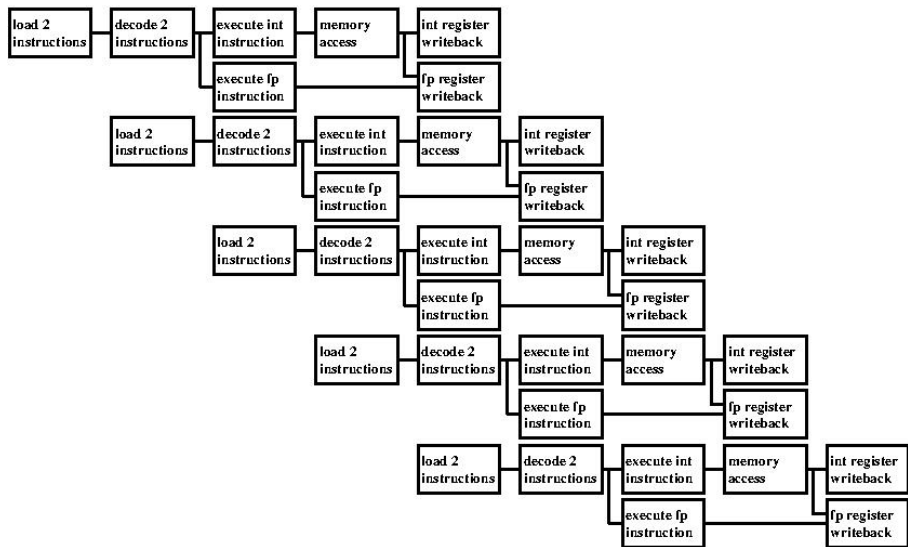 load 2
instructions
decode 2
instructions
execute int
instruction
memory
access
int register
writeback
execute fp
instruction
fp register
writeback
load 2
instructions
decode 2
instructions
execute int
instruction
memory
access
int register
writeback
execute fp
instruction
fp register
writeback
load 2
instructions
decode 2
instructions
execute int
instruction
memory
access
int register
writeback
execute fp
instruction
fp register
writeback
load 2
instructions
decode 2
instructions
execute int
instruction
memory
access
int register
writeback
execute fp
instruction
fp register
writeback
load 2
instructions
decode 2
instructions
execute int
instruction
memory
access
int register
writeback
execute fp
instruction
fp register
writeback